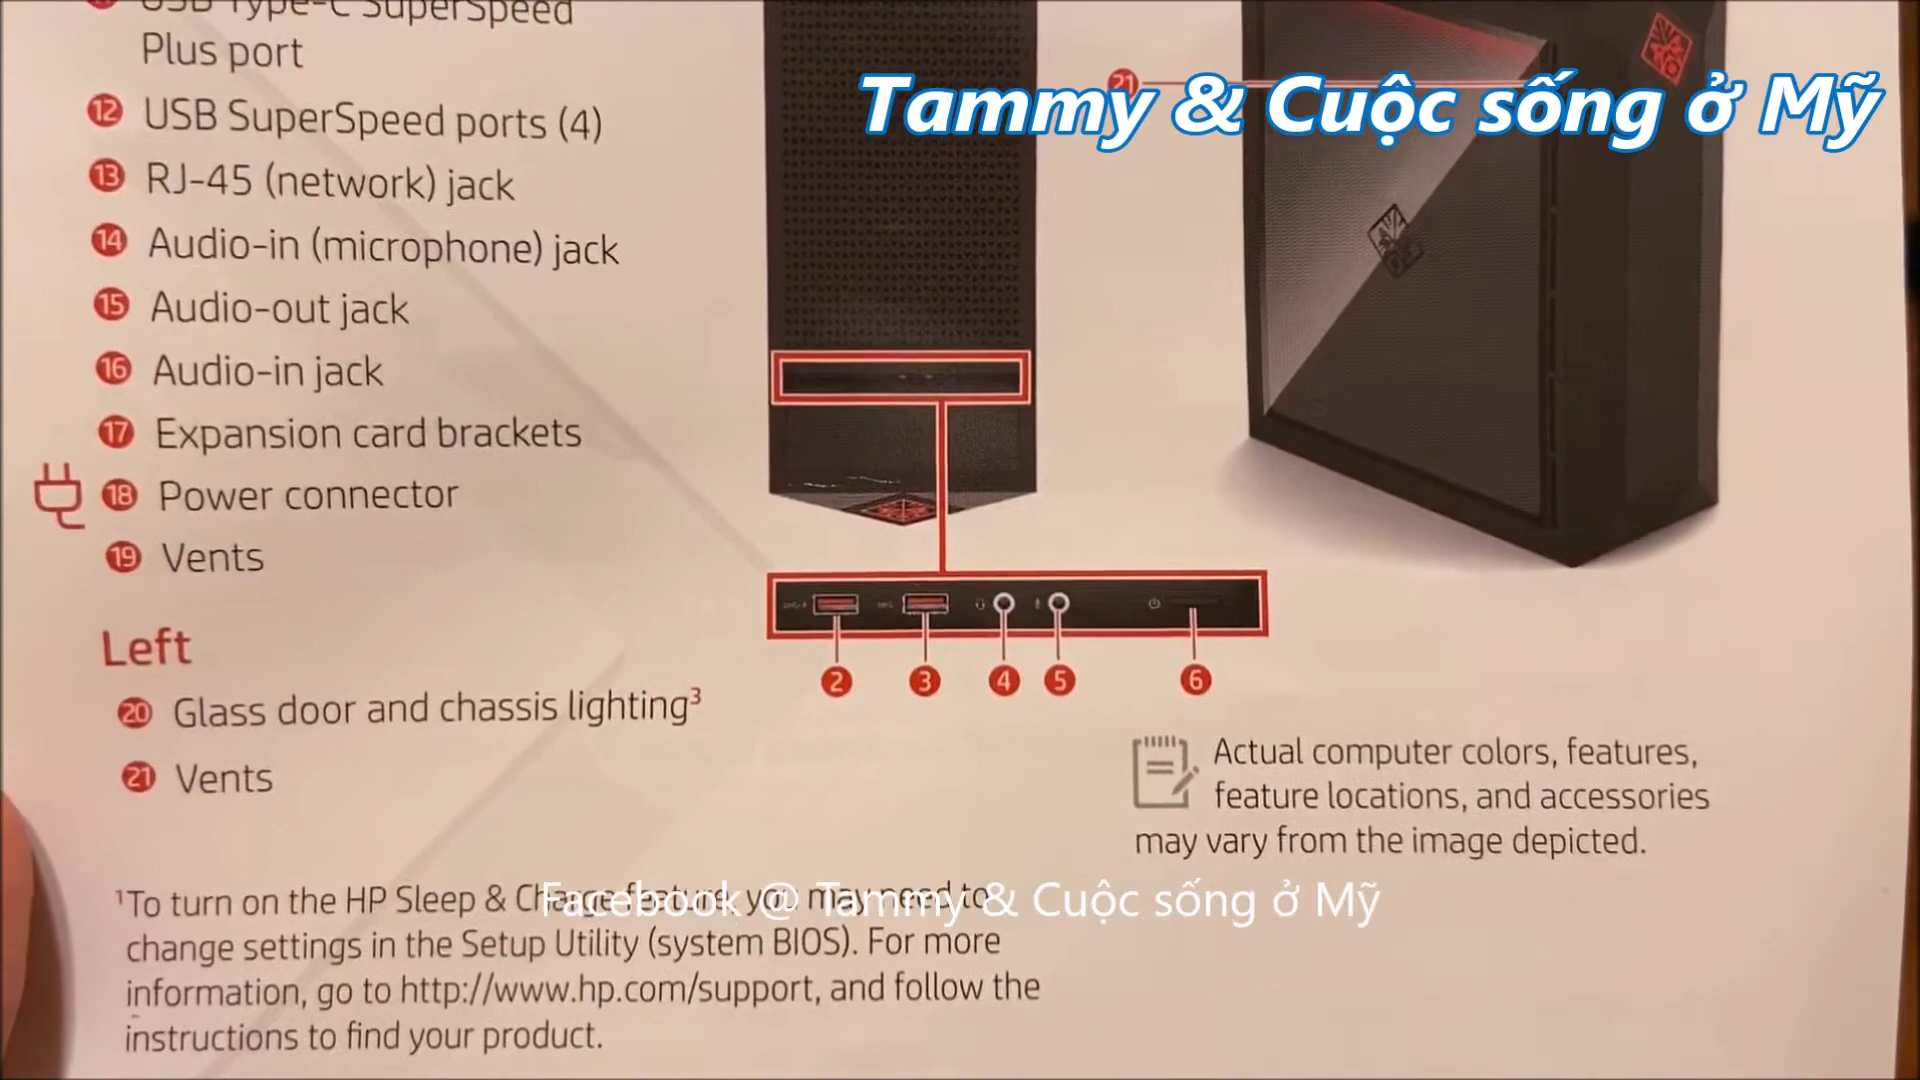 USB Type-C SuperSpeed
Plus port
12 USB SuperSpeed ports (4)
13 RJ-45 (network) jack
14 Audio-in (microphone) jack
15 Audio-out jack
16 Audio-in jack
17 Expansion card brackets
18 Power connector
19 Vents
Left
20 Glass door and chassis lighting³
21 Vents
21
Tammy & Cuộc sống ở Mỹ
2 3 4 5 6
Actual computer colors, features,
feature locations, and accessories
may vary from the image depicted.
¹To turn on the HP Sleep & Charge feature, you may need to
change settings in the Setup Utility (system BIOS). For more
information, go to http://www.hp.com/support, and follow the
instructions to find your product.
Facebook @ Tammy & Cuộc sống ở Mỹ